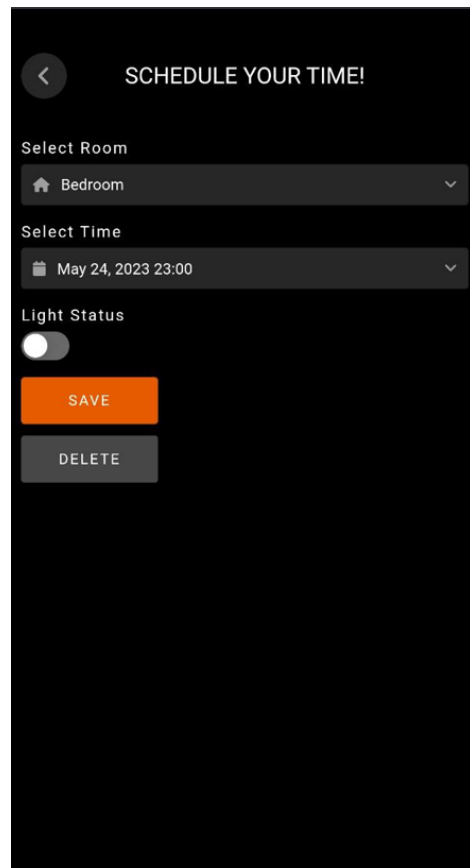 SCHEDULE YOUR TIME!
Select Room
Bedroom
Select Time
May 24, 2023 23:00
Light Status
SAVE
DELETE